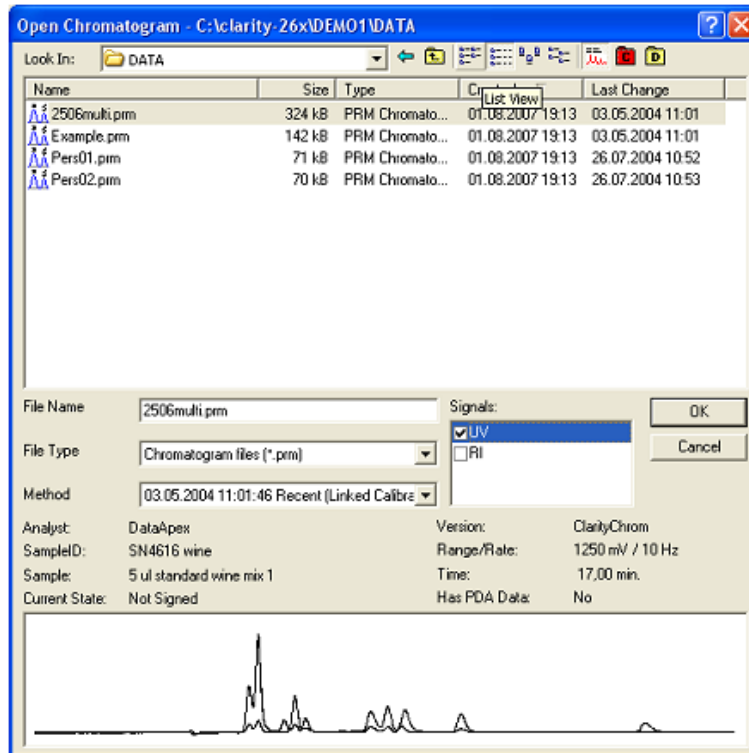 Open Chromatogram - C:\clarity-26x\DEMO1\DATA
Look In: DATA
Name Size Type Last Change
List View
2506multi.prm 324 kB PRM Chromato... 01.08.2007 19:13 03.05.2004 11:01
Example.prm 142 kB PRM Chromato... 01.08.2007 19:13 03.05.2004 11:01
Pers01.prm 71 kB PRM Chromato... 01.08.2007 19:13 26.07.2004 10:52
Pers02.prm 70 kB PRM Chromato... 01.08.2007 19:13 26.07.2004 10:53
File Name 2506multi.prm Signals: OK
UV
File Type Chromatogram files (*.prm) RI Cancel
Method 03.05.2004 11:01:46 Recent (Linked Calibra
Analyst: DataApex Version: ClarityChrom
SampleID: SN4616 wine Range/Rate: 1250 mV / 10 Hz
Sample: 5 ul standard wine mix 1 Time: 17,00 min.
Current State: Not Signed Has PDA Data: No